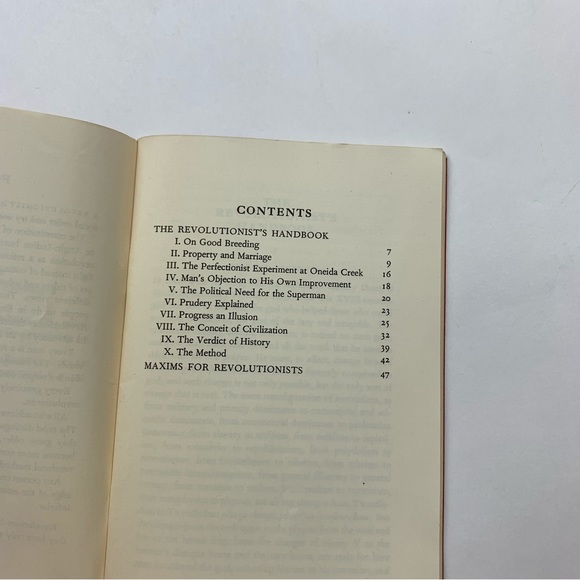 CONTENTS
THE REVOLUTIONIST'S HANDBOOK
I. On Good Breeding 7
II. Property and Marriage 9
III. The Perfectionist Experiment at Oneida Creek 16
IV. Man's Objection to His Own Improvement 18
V. The Political Need for the Superman 20
VI. Prudery Explained 23
VII. Progress an Illusion 25
VIII. The Conceit of Civilization 32
IX. The Verdict of History 39
X. The Method 42
MAXIMS FOR REVOLUTIONISTS 47